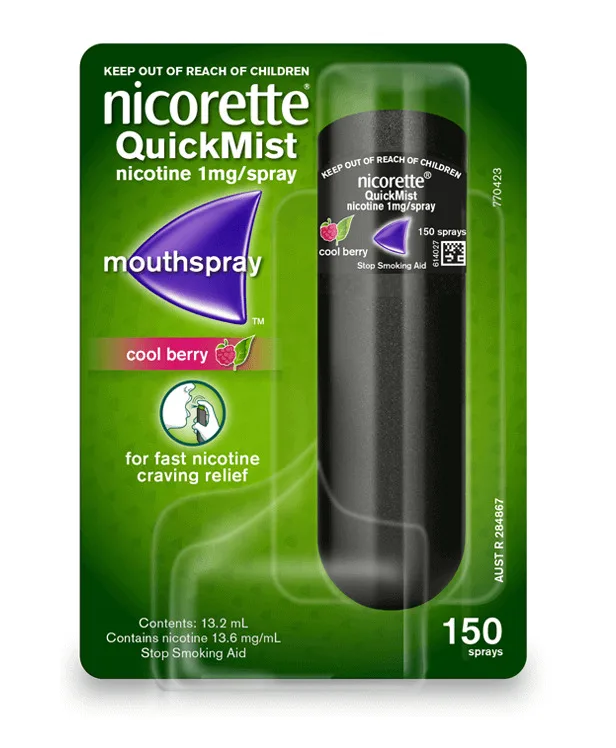 KEEP OUT OF REACH OF CHILDREN
nicorette®
QuickMist
nicotine 1mg/spray
mouthspray
™
cool berry
for fast nicotine
craving relief
Contents: 13.2 mL
Contains nicotine 13.6 mg/mL
Stop Smoking Aid
KEEP OUT OF REACH OF CHILDREN
nicorette®
QuickMist
nicotine 1mg/spray
150 sprays
cool berry
614027
Stop Smoking Aid
770423
AUST R 284867
150
sprays